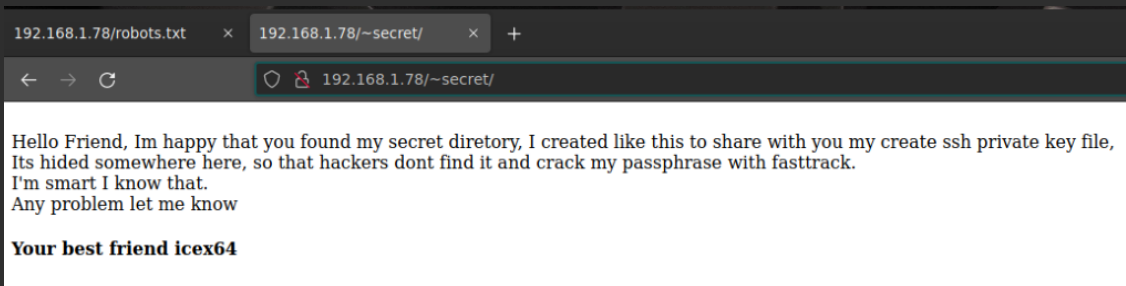 192.168.1.78/robots.txt × 192.168.1.78/~secret/ × +
192.168.1.78/~secret/
Hello Friend, Im happy that you found my secret diretory, I created like this to share with you my create ssh private key file,
Its hided somewhere here, so that hackers dont find it and crack my passphrase with fasttrack.
I'm smart I know that.
Any problem let me know
Your best friend icex64